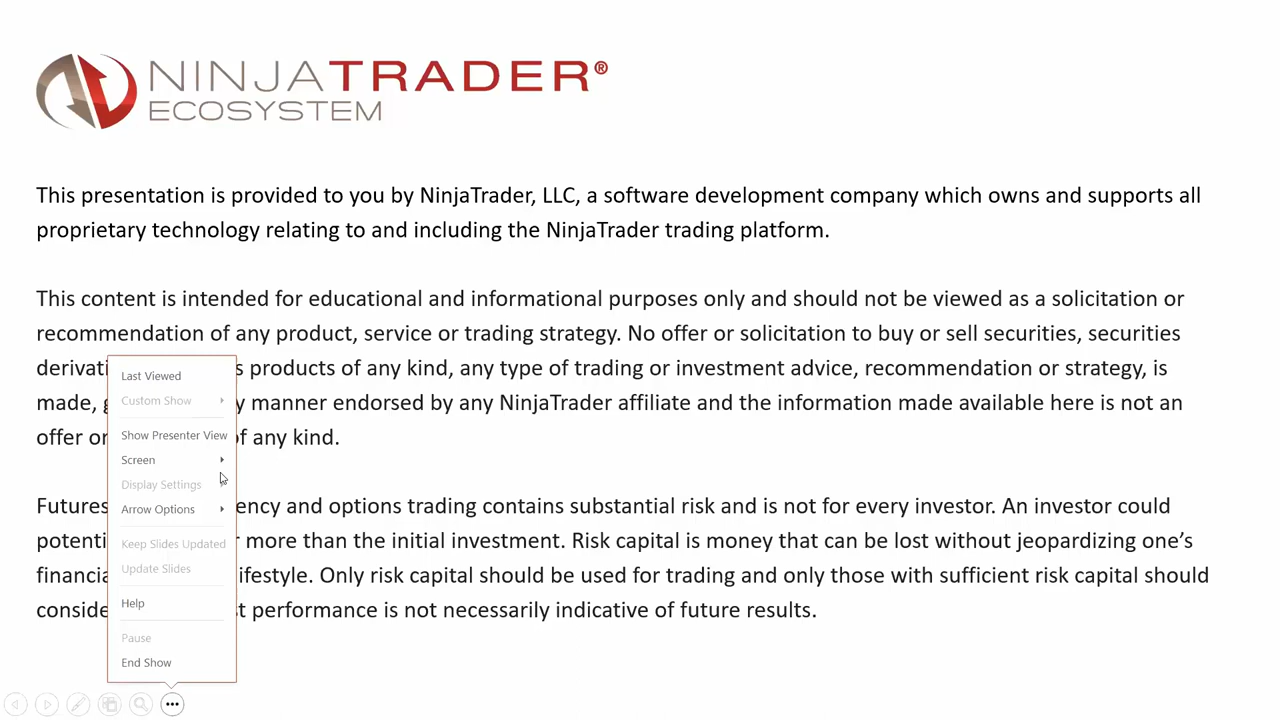 NINJATRADER®
ECOSYSTEM
This presentation is provided to you by NinjaTrader, LLC, a software development company which owns and supports all
proprietary technology relating to and including the NinjaTrader trading platform.
This content is intended for educational and informational purposes only and should not be viewed as a solicitation or
recommendation of any product, service or trading strategy. No offer or solicitation to buy or sell securities, securities
products of any kind, any type of trading or investment advice, recommendation or strategy, is
made, manner endorsed by any NinjaTrader affiliate and the information made available here is not an
offer or of any kind.
Futures and options trading contains substantial risk and is not for every investor. An investor could
more than the initial investment. Risk capital is money that can be lost without jeopardizing one's
Only risk capital should be used for trading and only those with sufficient risk capital should
performance is not necessarily indicative of future results.
Last Viewed
Custom Show
Show Presenter View
Screen
Display Settings
Arrow Options
Keep Slides Updated
Update Slides
Help
Pause
End Show